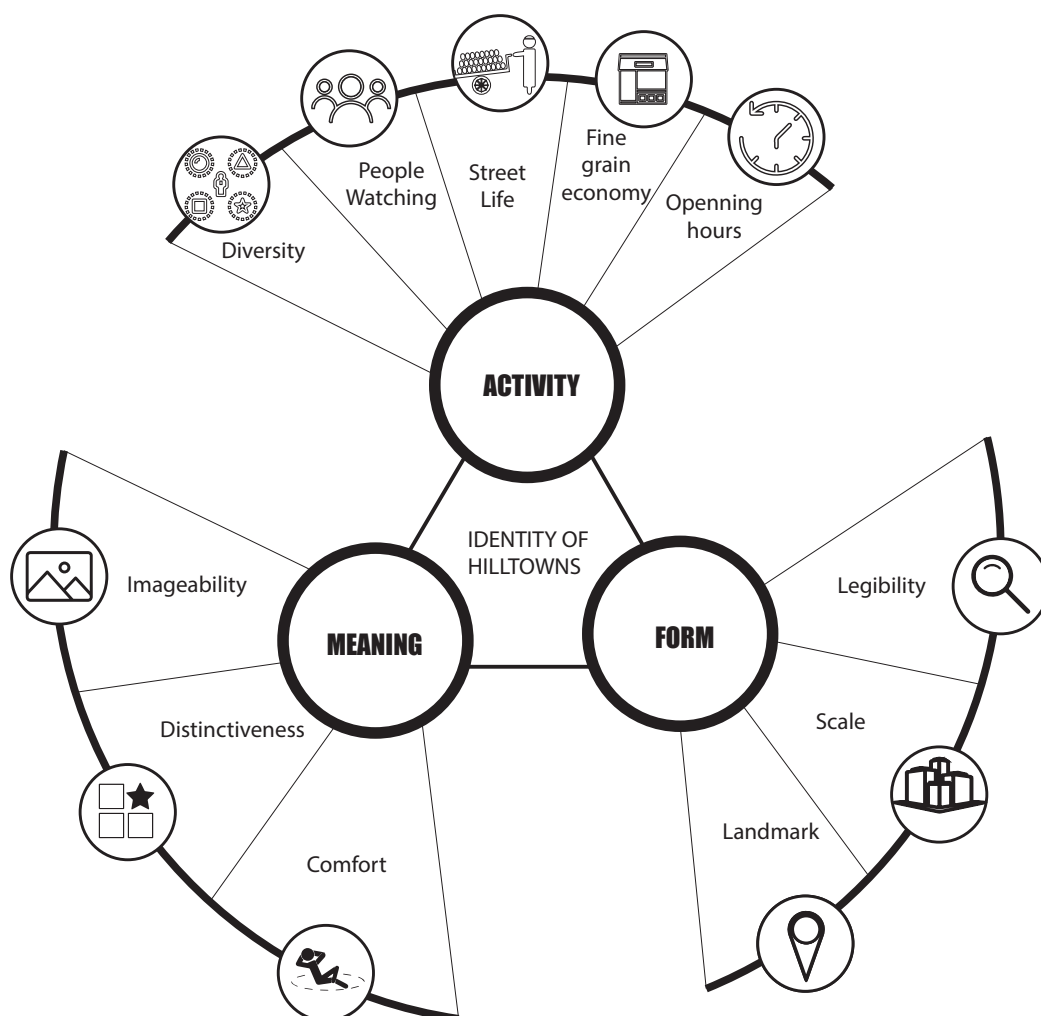 Diversity
People
Watching
Street
Life
Fine
grain
economy
Openning
hours
ACTIVITY
IDENTITY OF
HILLTOWNS
MEANING
FORM
Imageability
Distinctiveness
Comfort
Legibility
Scale
Landmark